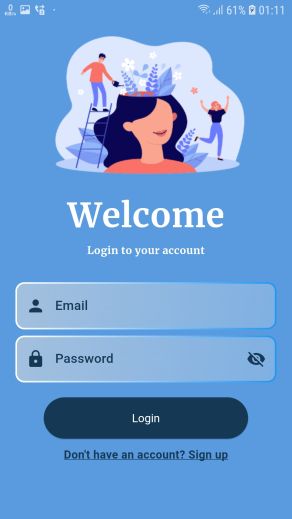 0
KB/s 61% 01:11
Welcome
Login to your account
Email
Password
Login
Don't have an account? Sign up